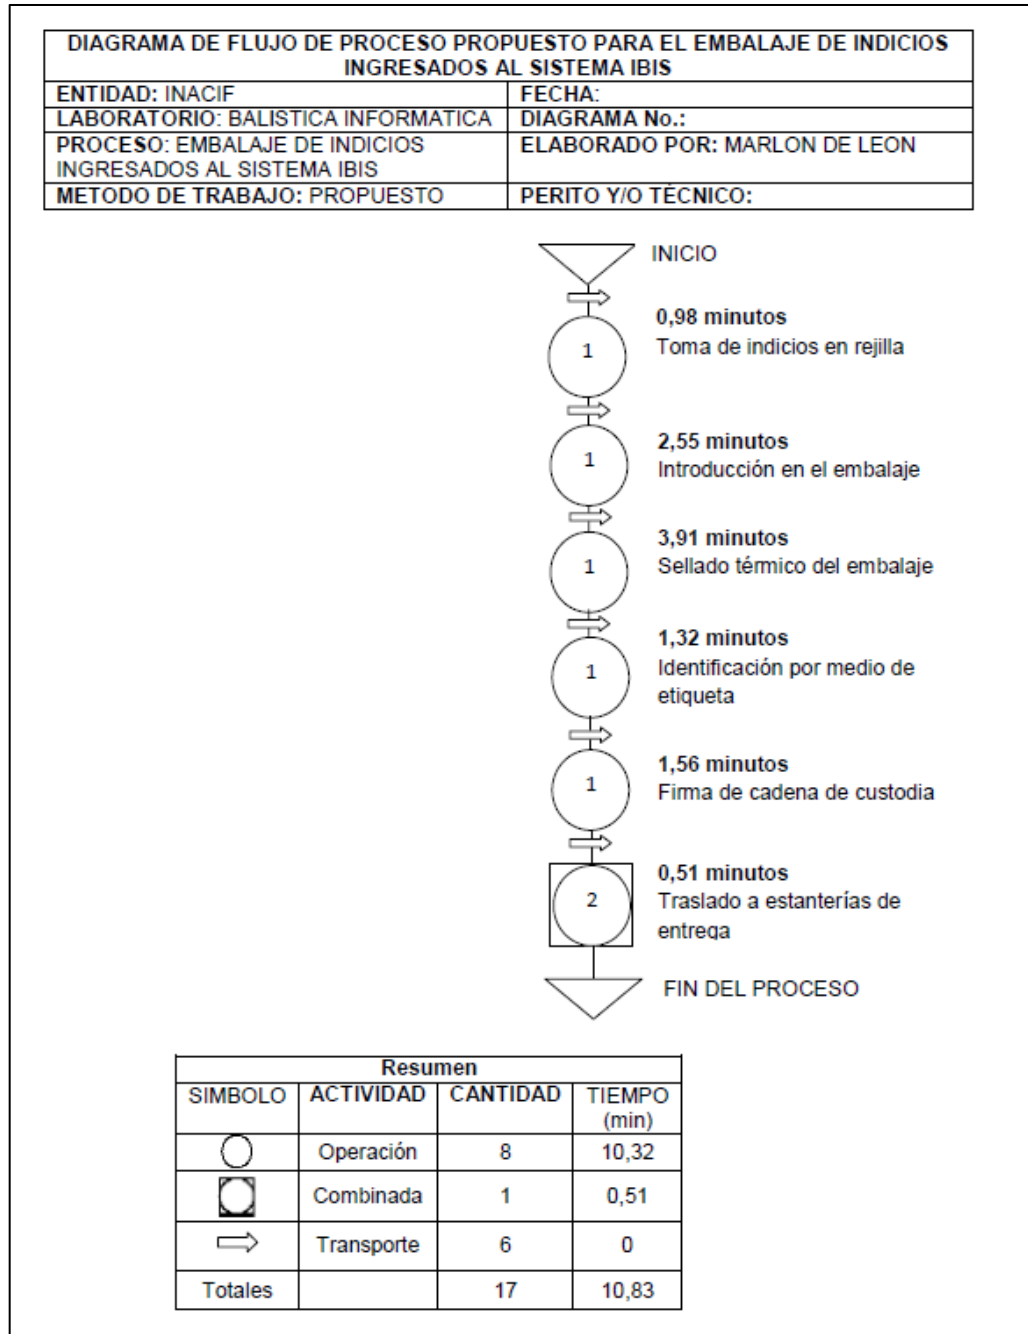 DIAGRAMA DE FLUJO DE PROCESO PROPUESTO PARA EL EMBALAJE DE INDICIOS
INGRESADOS AL SISTEMA IBIS
ENTIDAD: INACIF
FECHA:
LABORATORIO: BALISTICA INFORMATICA
DIAGRAMA No.:
PROCESO: EMBALAJE DE INDICIOS
INGRESADOS AL SISTEMA IBIS
ELABORADO POR: MARLON DE LEON
METODO DE TRABAJO: PROPUESTO
PERITO Y/O TÉCNICO:
INICIO
1
0,98 minutos
Toma de indicios en rejilla
1
2,55 minutos
Introducción en el embalaje
1
3,91 minutos
Sellado térmico del embalaje
1
1,32 minutos
Identificación por medio de
etiqueta
1
1,56 minutos
Firma de cadena de custodia
2
0,51 minutos
Traslado a estanterías de
entrega
FIN DEL PROCESO
Resumen
SIMBOLO ACTIVIDAD CANTIDAD TIEMPO
(min)
Operación 8 10,32
Combinada 1 0,51
Transporte 6 0
Totales 17 10,83